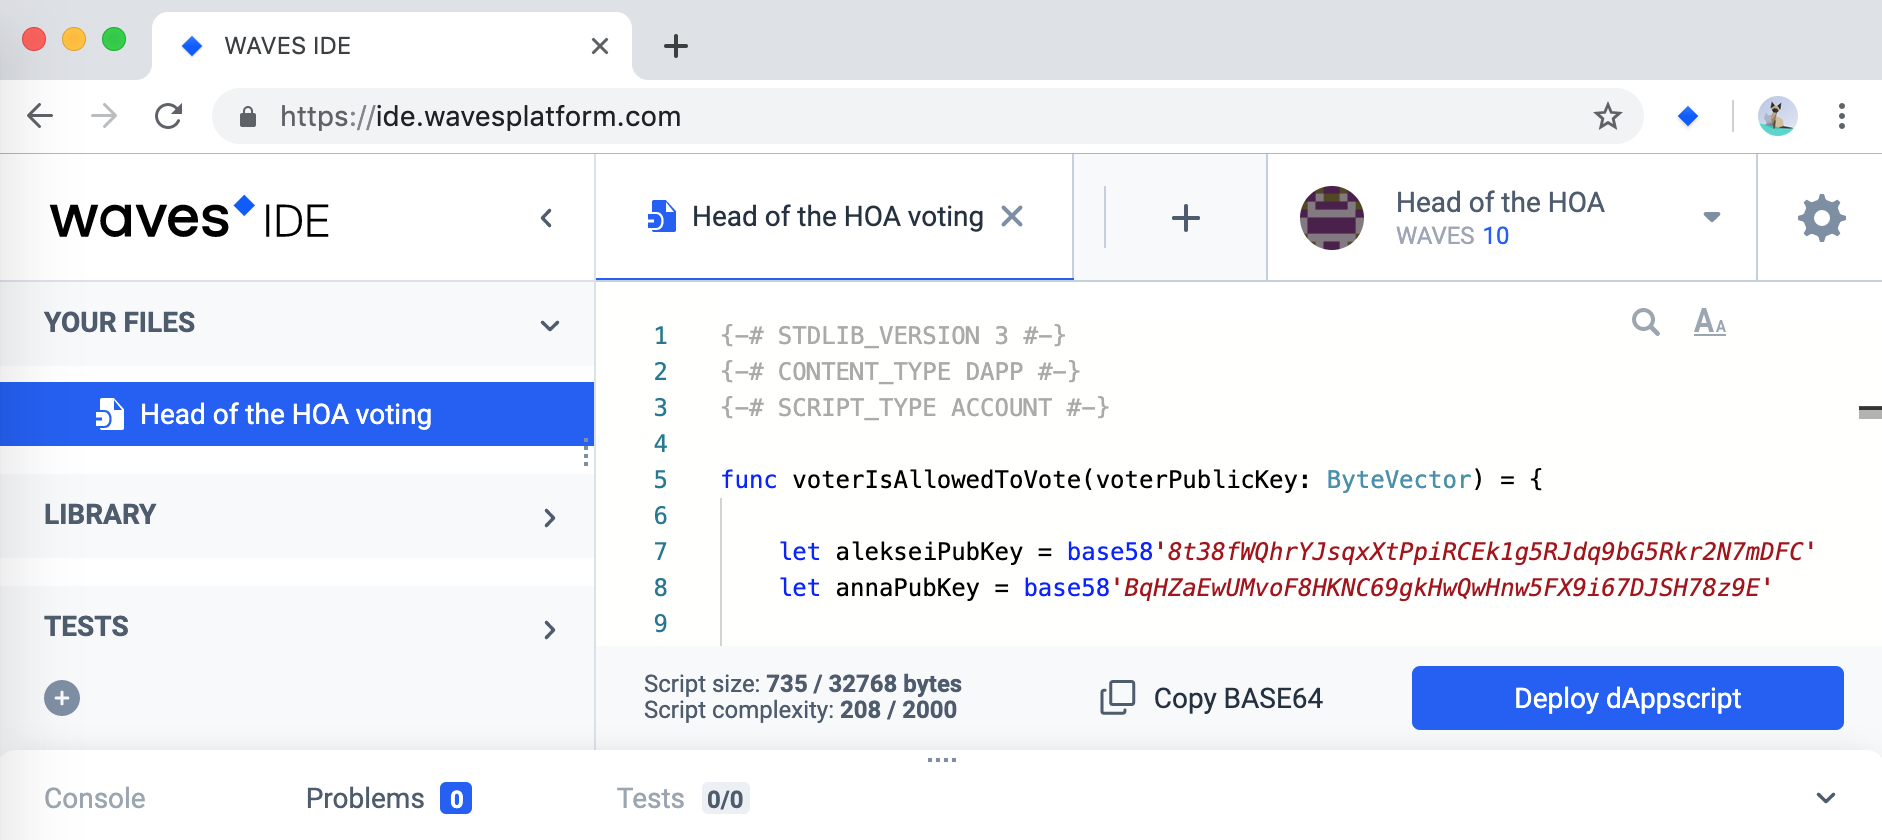 WAVES IDE
https://ide.wavesplatform.com
waves IDE
Head of the HOA voting
Head of the HOA
WAVES 10
YOUR FILES
Head of the HOA voting
LIBRARY
TESTS
1 {-# STDLIB_VERSION 3 #-}
2 {-# CONTENT_TYPE DAPP #-}
3 {-# SCRIPT_TYPE ACCOUNT #-}
4
5 func voterIsAllowedToVote(voterPublicKey: ByteVector) = {
6
7 let alekseiPubKey = base58'8t38fWQhrYJsqxXtPpiRCEk1g5RJdq9bG5Rkr2N7mDFC'
8 let annaPubKey = base58'BqHZaEwUMvoF8HKNC69gkHwQwHnw5FX9i67DJSH78z9E'
9
Script size: 735 / 32768 bytes
Script complexity: 208 / 2000
Copy BASE64
Deploy dAppscript
Console
Problems 0
Tests 0/0